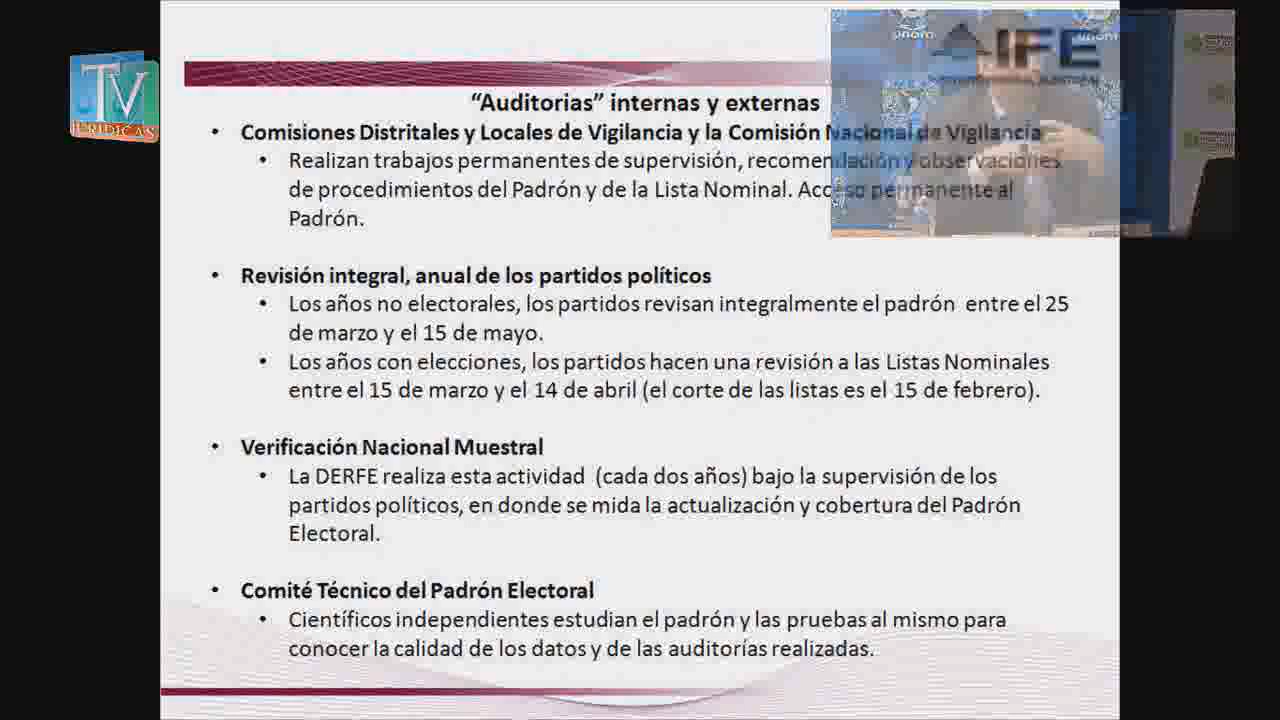 TV
JURIDICAS
unam
IFE
unam
“Auditorias” internas y externas
• Comisiones Distritales y Locales de Vigilancia y la Comisión Nacional de Vigilancia
• Realizan trabajos permanentes de supervisión, recomendación y observaciones
de procedimientos del Padrón y de la Lista Nominal. Acceso permanente al
Padrón.
• Revisión integral, anual de los partidos políticos
• Los años no electorales, los partidos revisan integralmente el padrón entre el 25
de marzo y el 15 de mayo.
• Los años con elecciones, los partidos hacen una revisión a las Listas Nominales
entre el 15 de marzo y el 14 de abril (el corte de las listas es el 15 de febrero).
• Verificación Nacional Muestral
• La DERFE realiza esta actividad (cada dos años) bajo la supervisión de los
partidos políticos, en donde se mida la actualización y cobertura del Padrón
Electoral.
• Comité Técnico del Padrón Electoral
• Científicos independientes estudian el padrón y las pruebas al mismo para
conocer la calidad de los datos y de las auditorías realizadas.